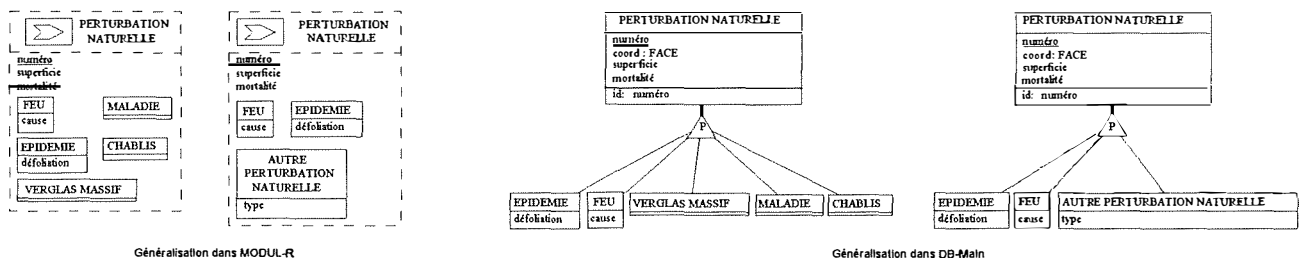 PERTURBATION
NATURELLE
numéro
superficie
mortalité
FEU
cause
MALADIE
EPIDEMIE
défoliation
CHABLIS
VERGLAS MASSIF
PERTURBATION
NATURELLE
numéro
superficie
mortalité
FEU
cause
EPIDEMIE
défoliation
AUTRE
PERTURBATION
NATURELLE
type
Généralisation dans MODUL-R
PERTURBATION NATURELLE
numéro
coord : FACE
superficie
mortalité
id: numéro
P
EPIDEMIE
défoliation
FEU
cause
VERGLAS MASSIF
MALADIE
CHABLIS
PERTURBATION NATURELLE
numéro
coord: FACE
superficie
mortalité
id: numéro
P
EPIDEMIE
défoliation
FEU
cause
AUTRE PERTURBATION NATURELLE
type
Généralisation dans DB-Main